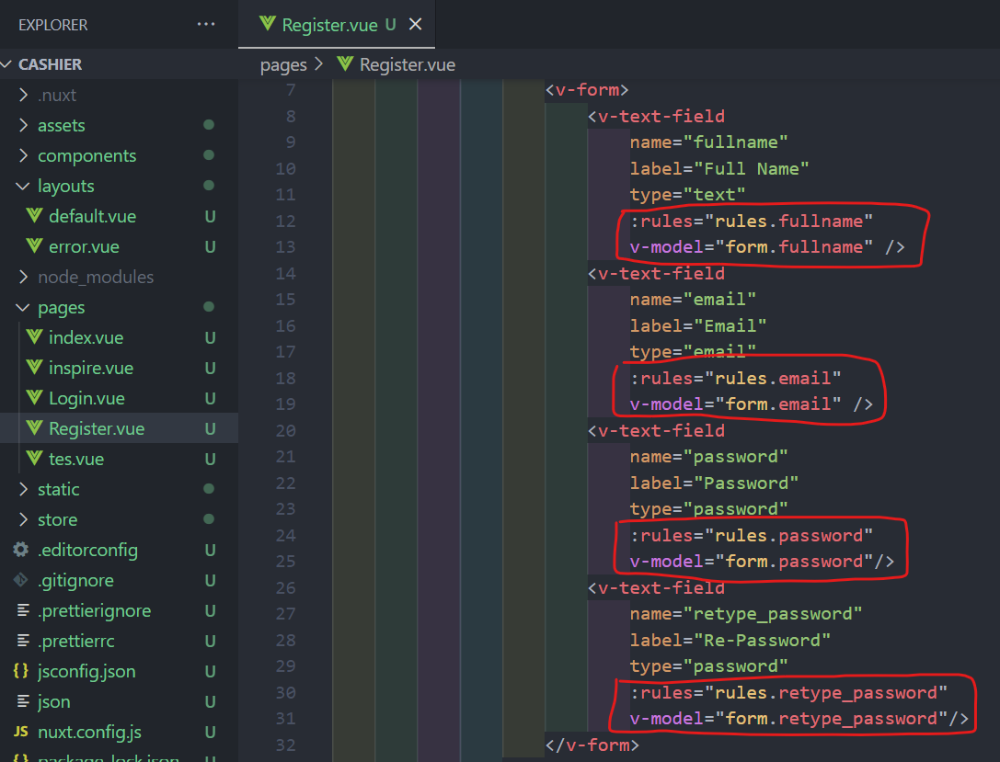 EXPLORER ···
Register.vue U
CASHIER
pages > Register.vue
.nuxt
assets
components
layouts
default.vue U
error.vue U
node_modules
pages
index.vue U
inspire.vue U
Login.vue U
Register.vue U
tes.vue U
static
store
.editorconfig U
.gitignore U
.prettierignore U
.prettierrc U
{} jsconfig.json U
json U
JS nuxt.config.js U
{} package-lock.json U
7 <v-form>
8 <v-text-field
9 name="fullname"
10 label="Full Name"
11 type="text"
12 :rules="rules.fullname"
13 v-model="form.fullname" />
14 <v-text-field
15 name="email"
16 label="Email"
17 type="email"
18 :rules="rules.email"
19 v-model="form.email" />
20 <v-text-field
21 name="password"
22 label="Password"
23 type="password"
24 :rules="rules.password"
25 v-model="form.password"/>
26 <v-text-field
27 name="retype_password"
28 label="Re-Password"
29 type="password"
30 :rules="rules.retype_password"
31 v-model="form.retype_password"/>
32 </v-form>